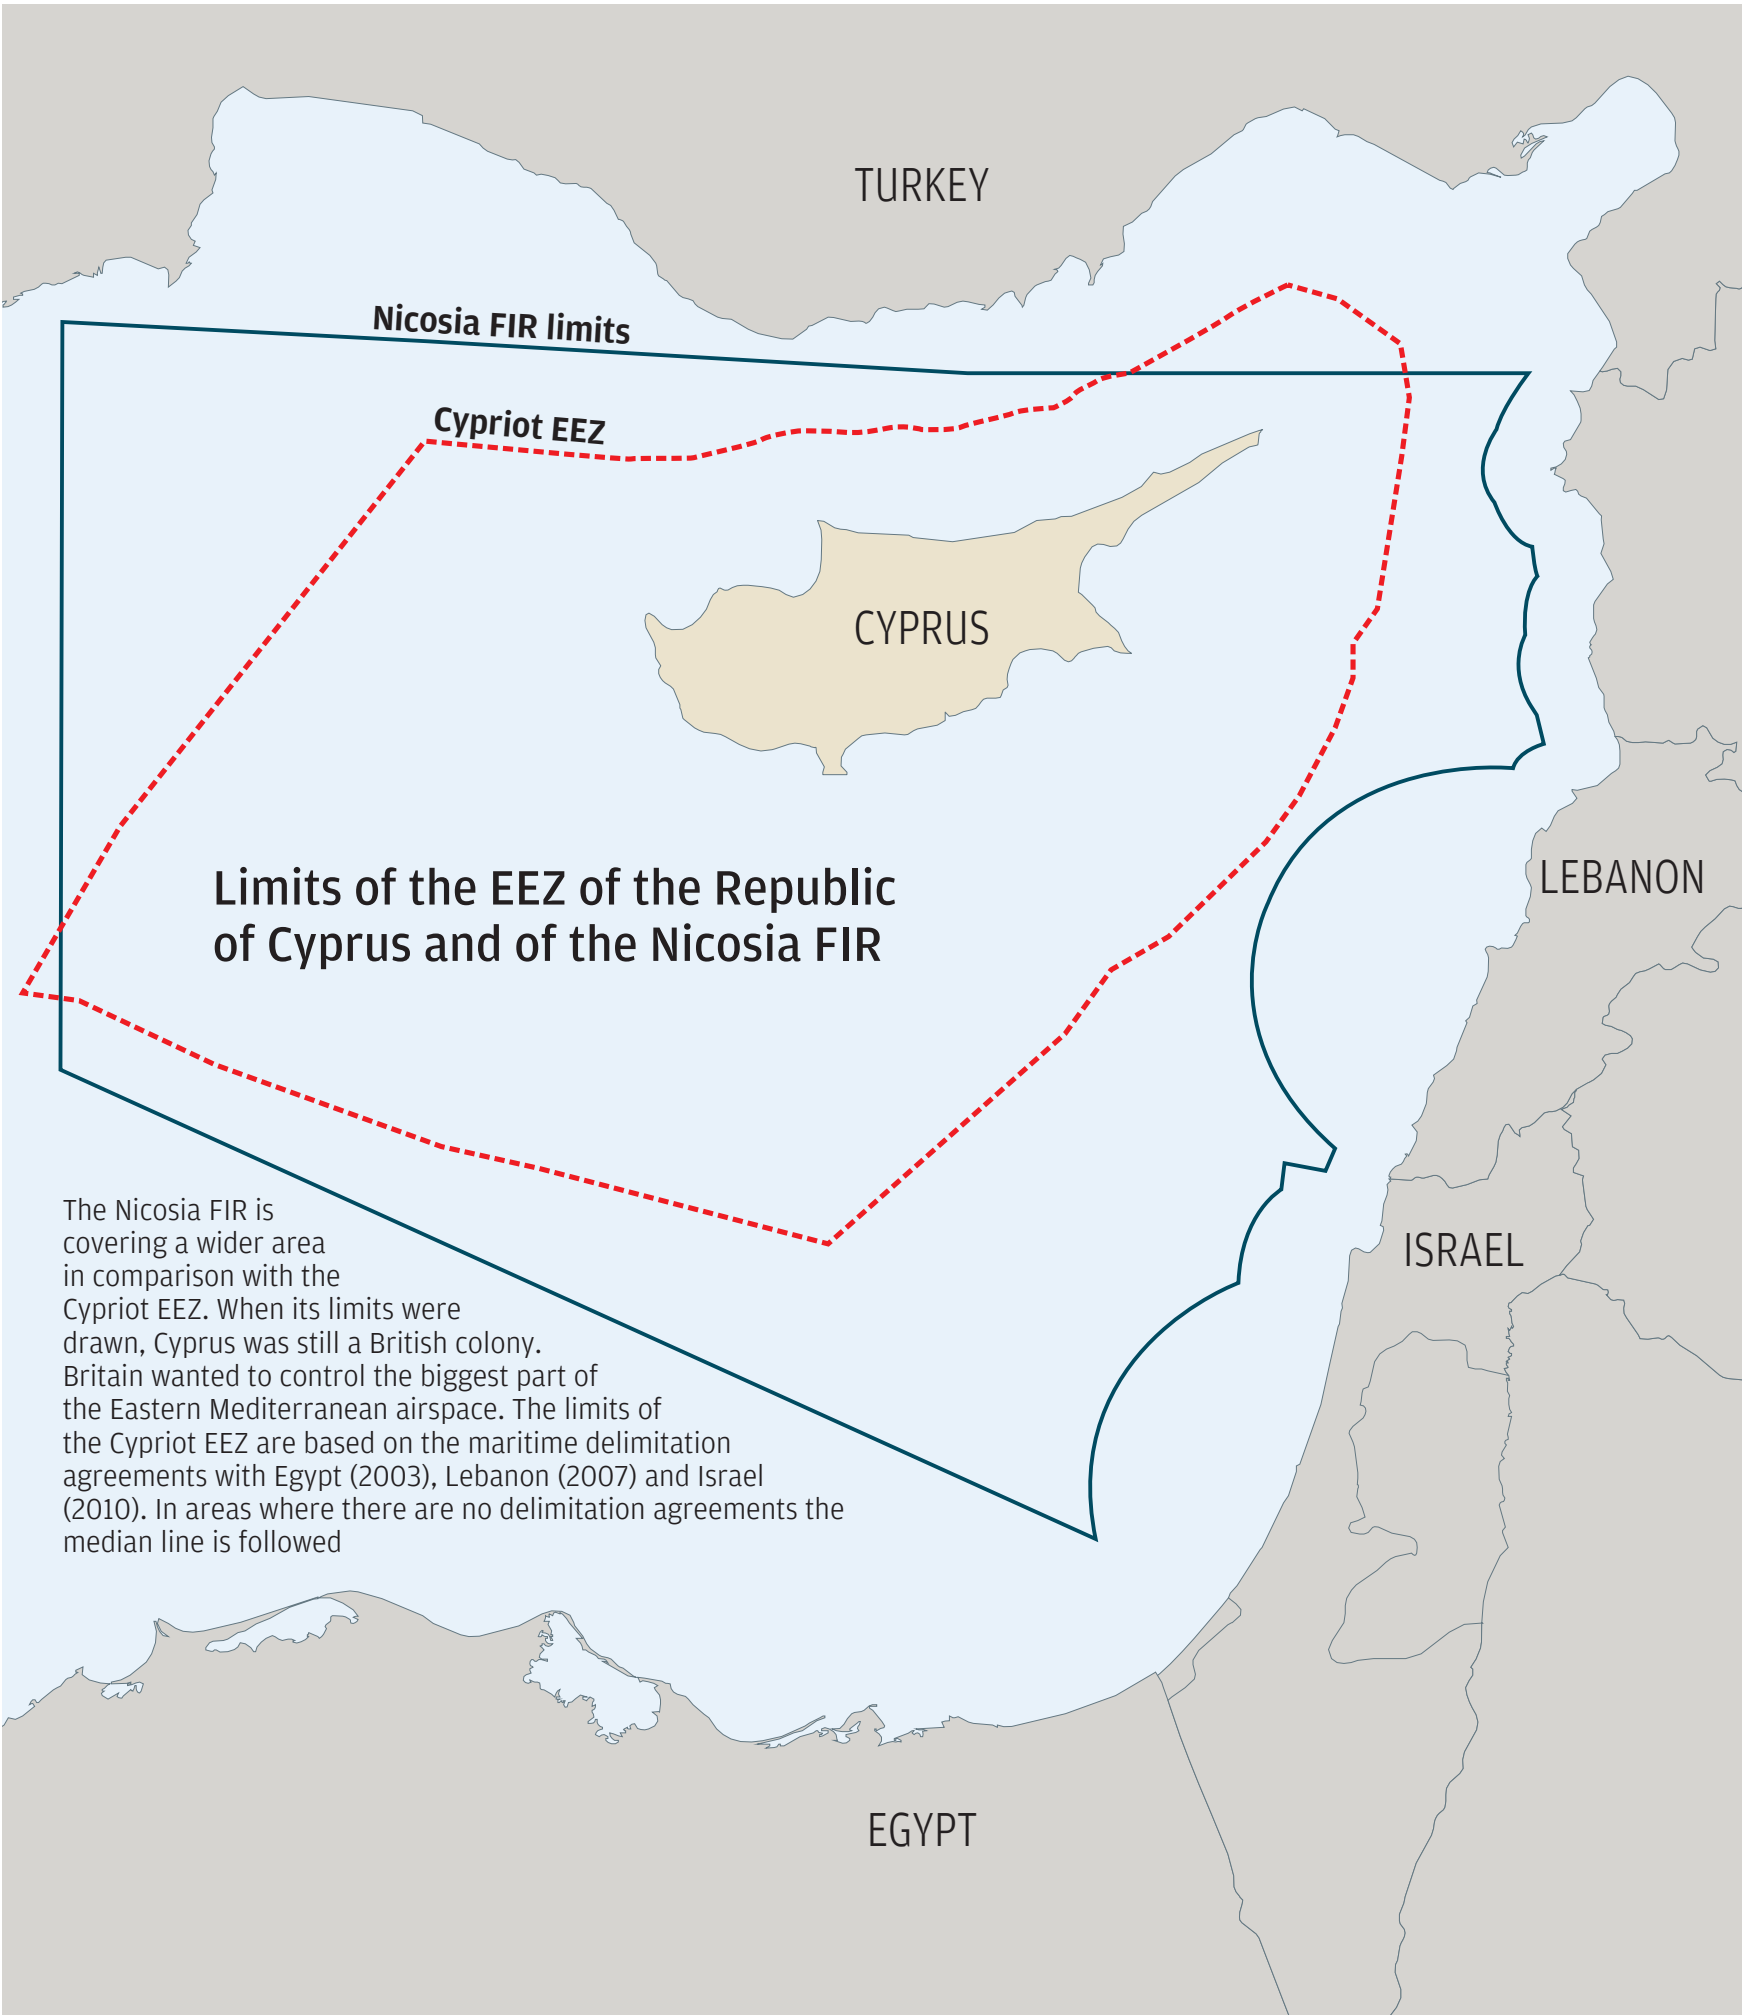 TURKEY
Nicosia FIR limits
Cypriot EEZ
CYPRUS
Limits of the EEZ of the Republic
of Cyprus and of the Nicosia FIR
LEBANON
The Nicosia FIR is
covering a wider area
in comparison with the
Cypriot EEZ. When its limits were
drawn, Cyprus was still a British colony.
Britain wanted to control the biggest part of
the Eastern Mediterranean airspace. The limits of
the Cypriot EEZ are based on the maritime delimitation
agreements with Egypt (2003), Lebanon (2007) and Israel
(2010). In areas where there are no delimitation agreements the
median line is followed
ISRAEL
EGYPT